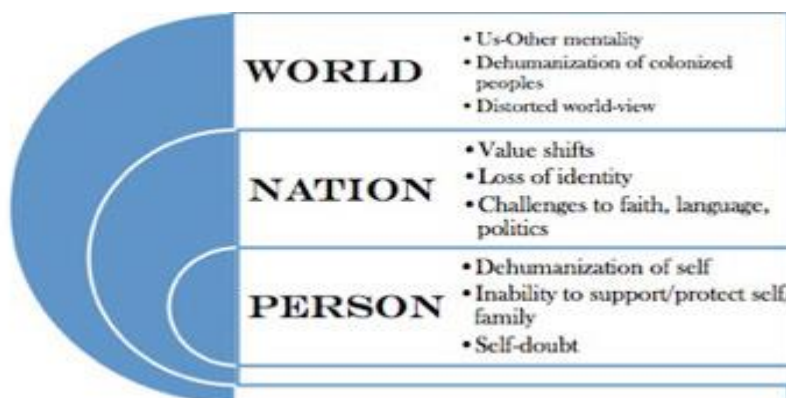 WORLD
• Us-Other mentality
• Dehumanization of colonized
peoples
• Distorted world-view
NATION
• Value shifts
• Loss of identity
• Challenges to faith, language,
politics
PERSON
• Dehumanization of self
• Inability to support/protect self,
family
• Self-doubt